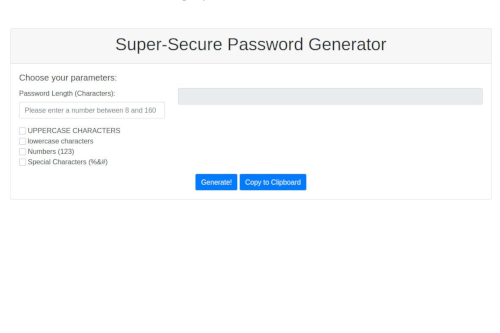 Super-Secure Password Generator
Choose your parameters:
Password Length (Characters):
Please enter a number between 8 and 160
UPPERCASE CHARACTERS
lowercase characters
Numbers (123)
Special Characters (%&#)
Generate!
Copy to Clipboard